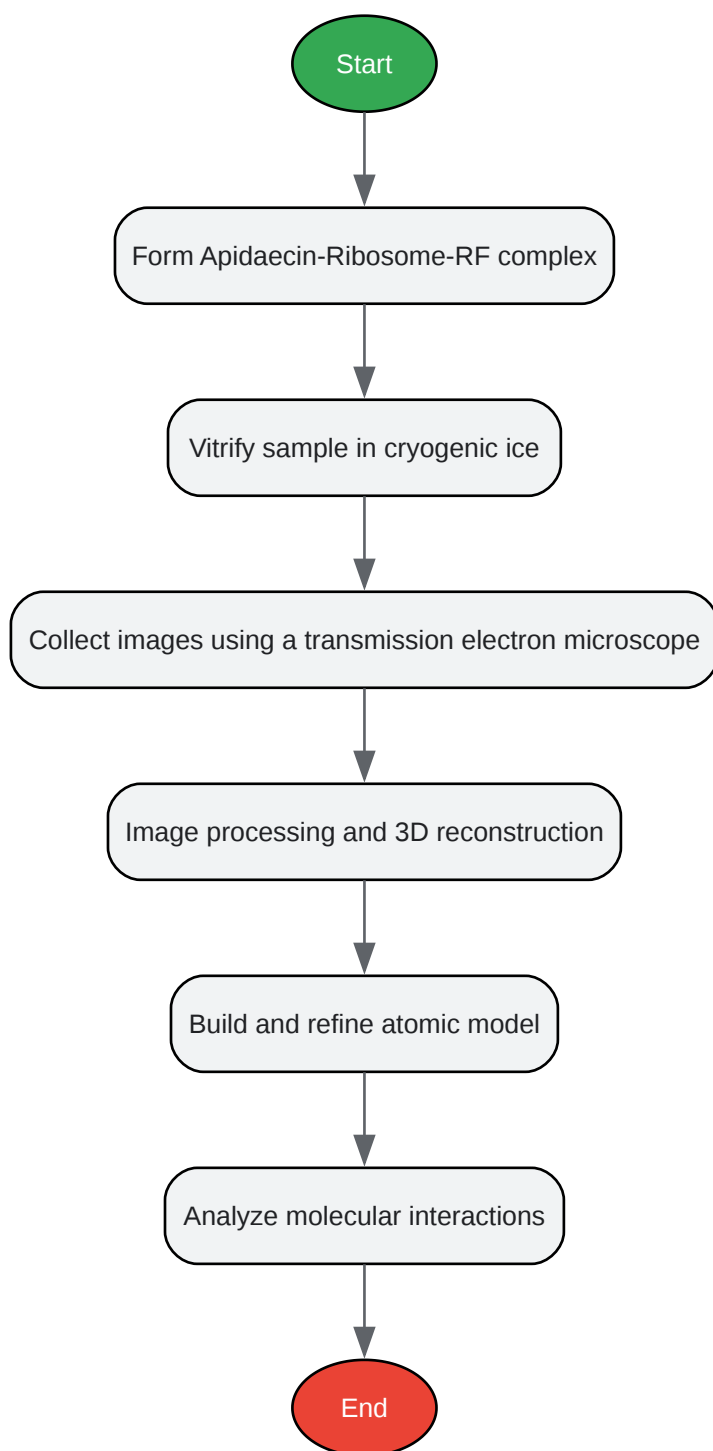 Start
Form Apidaecin-Ribosome-RF complex
Vitrify sample in cryogenic ice
Collect images using a transmission electron microscope
Image processing and 3D reconstruction
Build and refine atomic model
Analyze molecular interactions
End